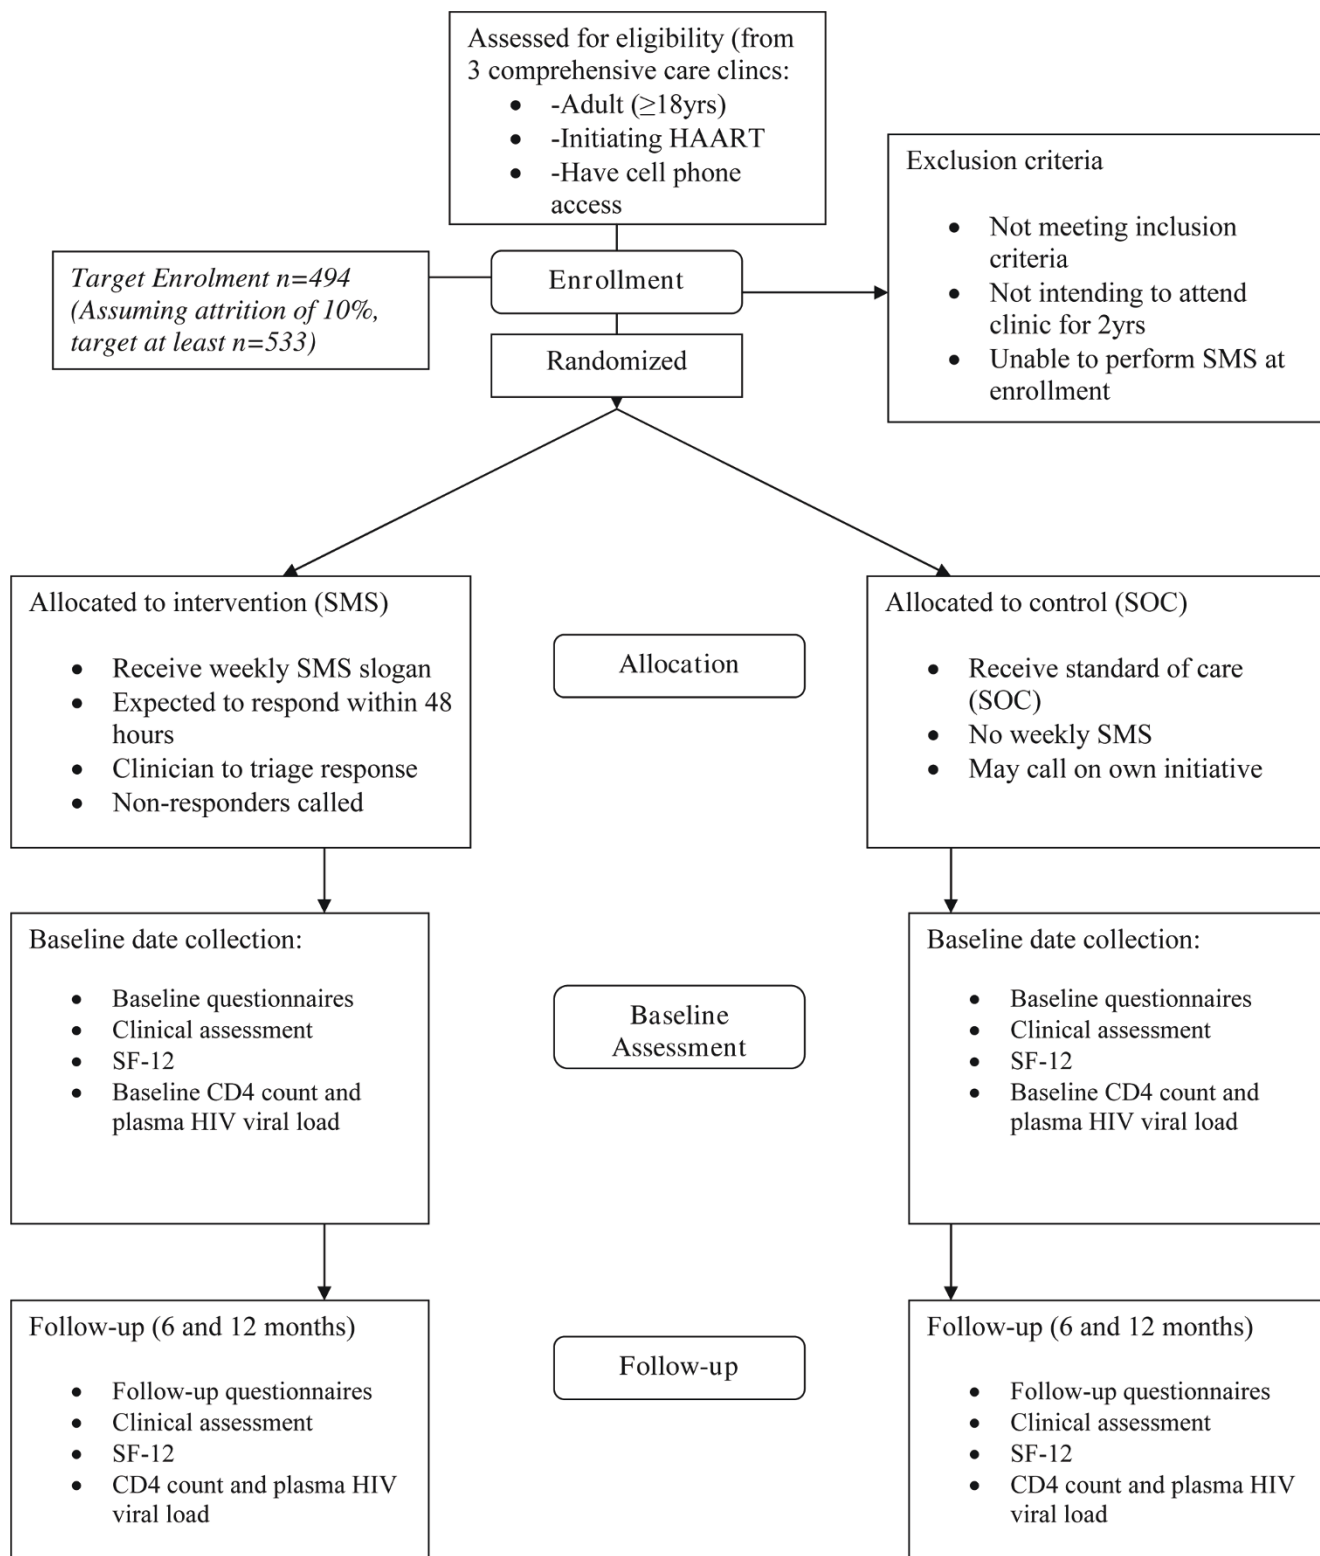 Assessed for eligibility (from
3 comprehensive care clincs:
• -Adult (≥18yrs)
• -Initiating HAART
• -Have cell phone
access
Exclusion criteria
• Not meeting inclusion
criteria
• Not intending to attend
clinic for 2yrs
• Unable to perform SMS at
enrollment
Enrollment
Target Enrolment n=494
(Assuming attrition of 10%,
target at least n=533)
Randomized
Allocated to intervention (SMS)
• Receive weekly SMS slogan
• Expected to respond within 48
hours
• Clinician to triage response
• Non-responders called
Allocation
Allocated to control (SOC)
• Receive standard of care
(SOC)
• No weekly SMS
• May call on own initiative
Baseline date collection:
• Baseline questionnaires
• Clinical assessment
• SF-12
• Baseline CD4 count and
plasma HIV viral load
Baseline
Assessment
Baseline date collection:
• Baseline questionnaires
• Clinical assessment
• SF-12
• Baseline CD4 count and
plasma HIV viral load
Follow-up (6 and 12 months)
• Follow-up questionnaires
• Clinical assessment
• SF-12
• CD4 count and plasma HIV
viral load
Follow-up
Follow-up (6 and 12 months)
• Follow-up questionnaires
• Clinical assessment
• SF-12
• CD4 count and plasma HIV
viral load